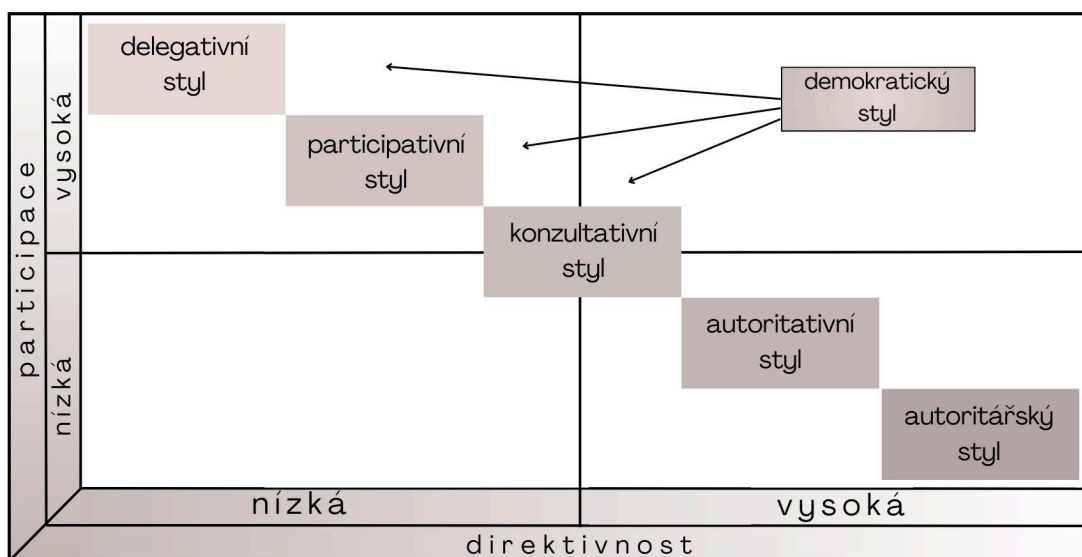 delegativní
styl
demokratický
styl
participativní
styl
konzultativní
styl
autoritativní
styl
autoritářský
styl
participace
vysoká
nízká
nízká
vysoká
direktivnost